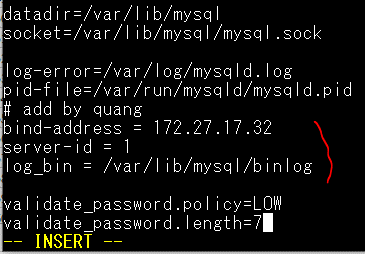 datadir=/var/lib/mysql
socket=/var/lib/mysql/mysql.sock
log-error=/var/log/mysqld.log
pid-file=/var/run/mysqld/mysqld.pid
# add by quang
bind-address = 172.27.17.32
server-id = 1
log_bin = /var/lib/mysql/binlog
validate_password.policy=LOW
validate_password.length=7
-- INSERT --